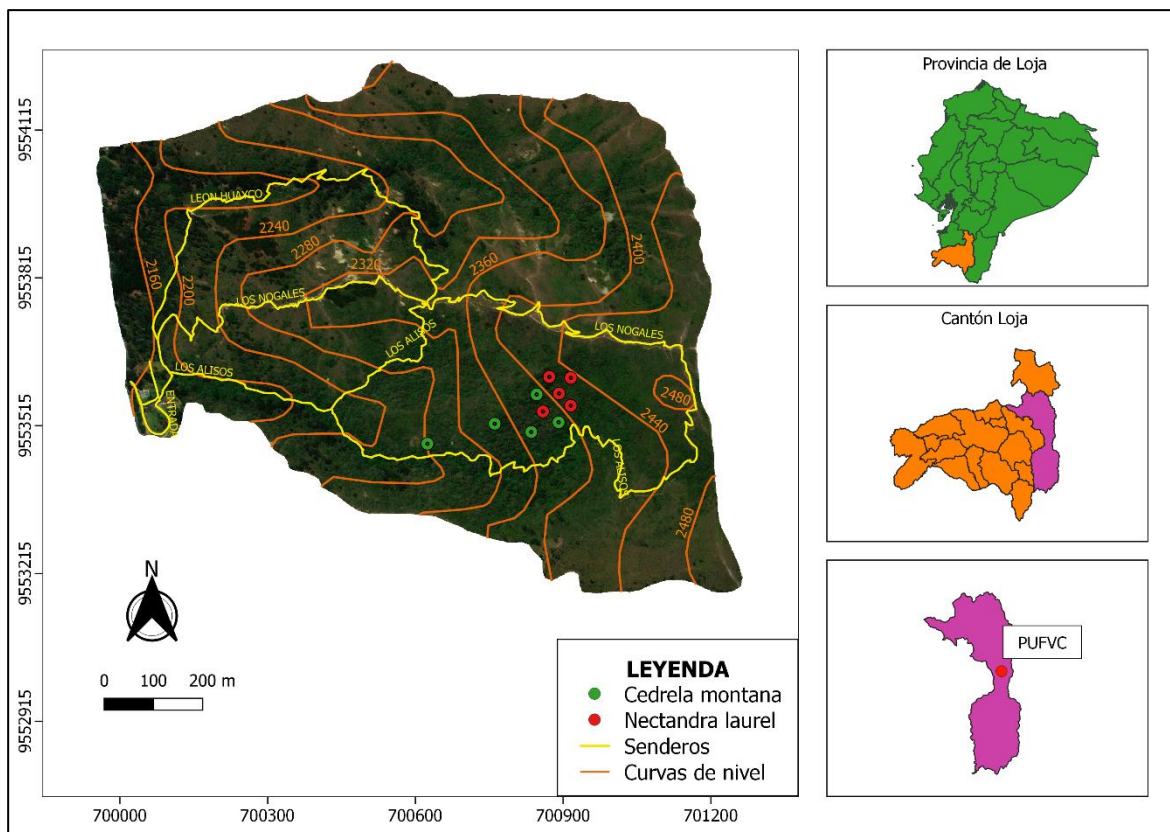 9554115
9553815
9553515
9553215
9552915
700000
700300
700600
700900
701200
LEON HUAXCO
2240
2280
2320
2360
2400
2160
2200
LOS NOGALES
LOS NOGALES
LOS ALISOS
LOS ALISOS
ENTRADA
2480
2440
LOS ALISOS
2480
N
0 100 200 m
LEYENDA
Cedrela montana
Nectandra laurel
Senderos
Curvas de nivel
Provincia de Loja
Cantón Loja
PUFVC